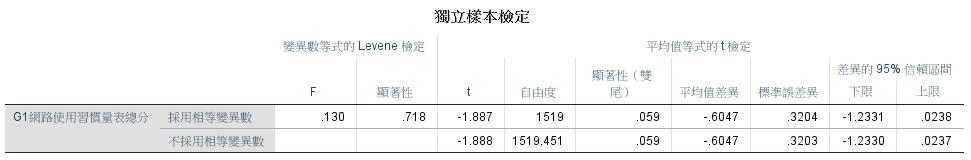 獨立樣本檢定
變異數等式的 Levene 檢定 平均值等式的 t 檢定
F 顯著性 t 自由度 顯著性（雙尾） 平均值差異 標準誤差異 差異的 95% 信賴區間
下限 上限
G1網路使用習慣量表總分 採用相等變異數 .130 .718 -1.887 1519 .059 -.6047 .3204 -1.2331 .0238
不採用相等變異數 -1.888 1519.451 .059 -.6047 .3203 -1.2330 .0237